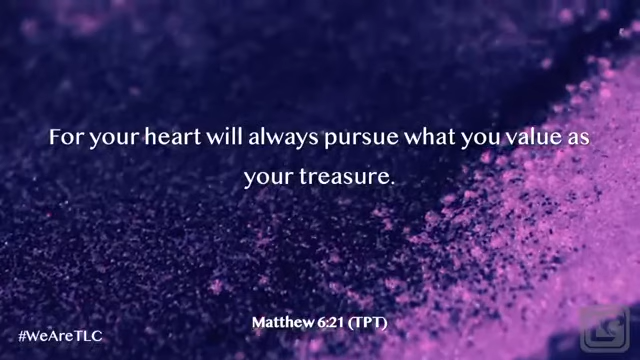 For your heart will always pursue what you value as
your treasure.
Matthew 6:21 (TPT)
#WeAreTLC